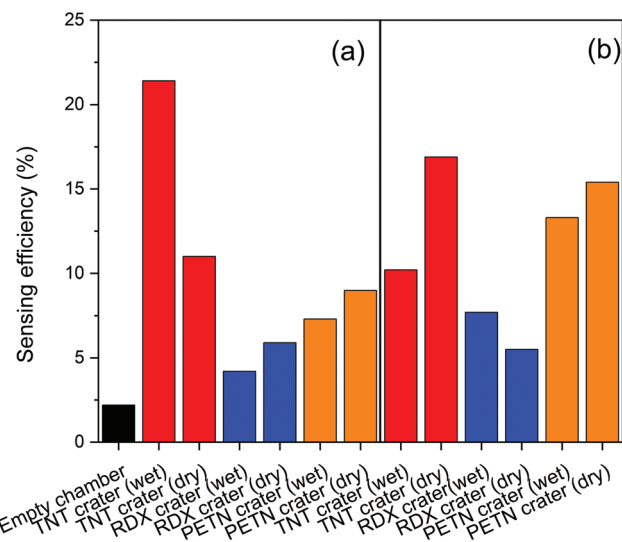 25
20
15
10
5
0
Sensing efficiency (%)
(a)
(b)
Empty chamber
TNT crater (wet)
TNT crater (dry)
RDX crater (wet)
RDX crater (dry)
PETN crater (wet)
PETN crater (dry)
TNT crater (wet)
TNT crater (dry)
RDX crater(wet)
RDX crater (dry)
PETN crater (wet)
PETN crater (dry)